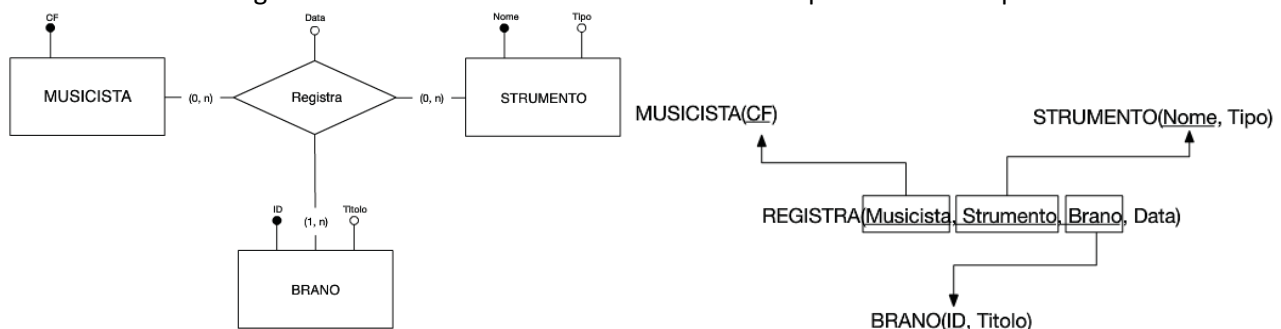 CF
Data
Nome
Tipo
MUSICISTA
(0, n)
Registra
(0, n)
STRUMENTO
ID
Titolo
(1, n)
BRANO
MUSICISTA(CF)
STRUMENTO(Nome, Tipo)
REGISTRA(Musicista, Strumento, Brano, Data)
BRANO(ID, Titolo)